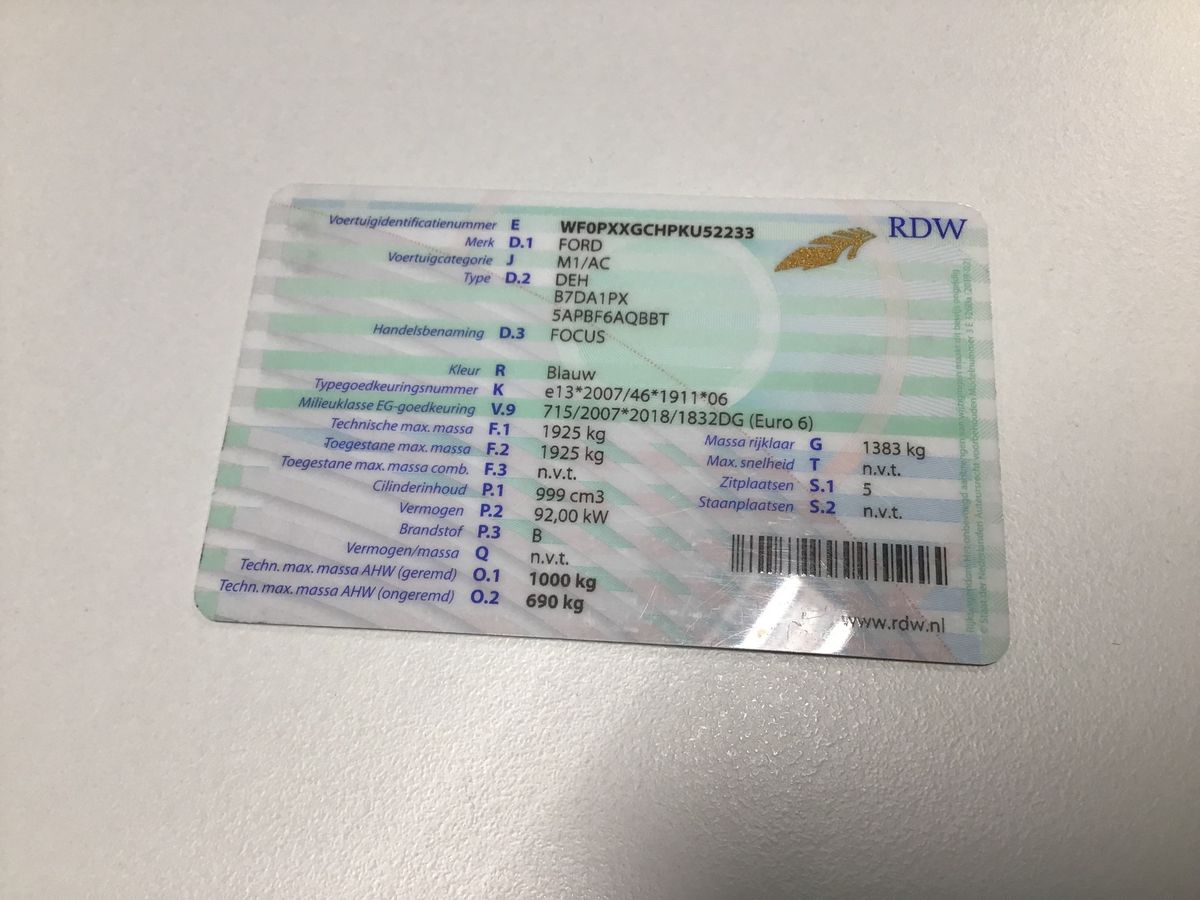 RDW
Voertuigidentificatienummer E WF0PXXGCHPKU52233
Merk D.1 FORD
Voertuigcategorie J M1/AC
Type D.2 DEH
B7DA1PX
5APBF6AQBBT
Handelsbenaming D.3 FOCUS
Kleur R Blauw
Typegoedkeuringsnummer K e13*2007/46*1911*06
Milieuklasse EG-goedkeuring V.9 715/2007*2018/1832DG (Euro 6)
Technische max. massa F.1 1925 kg
Massa rijklaar G 1383 kg
Toegestane max. massa F.2 1925 kg
Max. snelheid T n.v.t.
Toegestane max. massa comb. F.3 n.v.t.
Zitplaatsen S.1 5
Cilinderinhoud P.1 999 cm3
Staanplaatsen S.2 n.v.t.
Vermogen P.2 92,00 kW
Brandstof P.3 B
Vermogen/massa Q n.v.t.
Techn. max. massa AHW (geremd) O.1 1000 kg
Techn. max. massa AHW (ongeremd) O.2 690 kg
www.rdw.nl